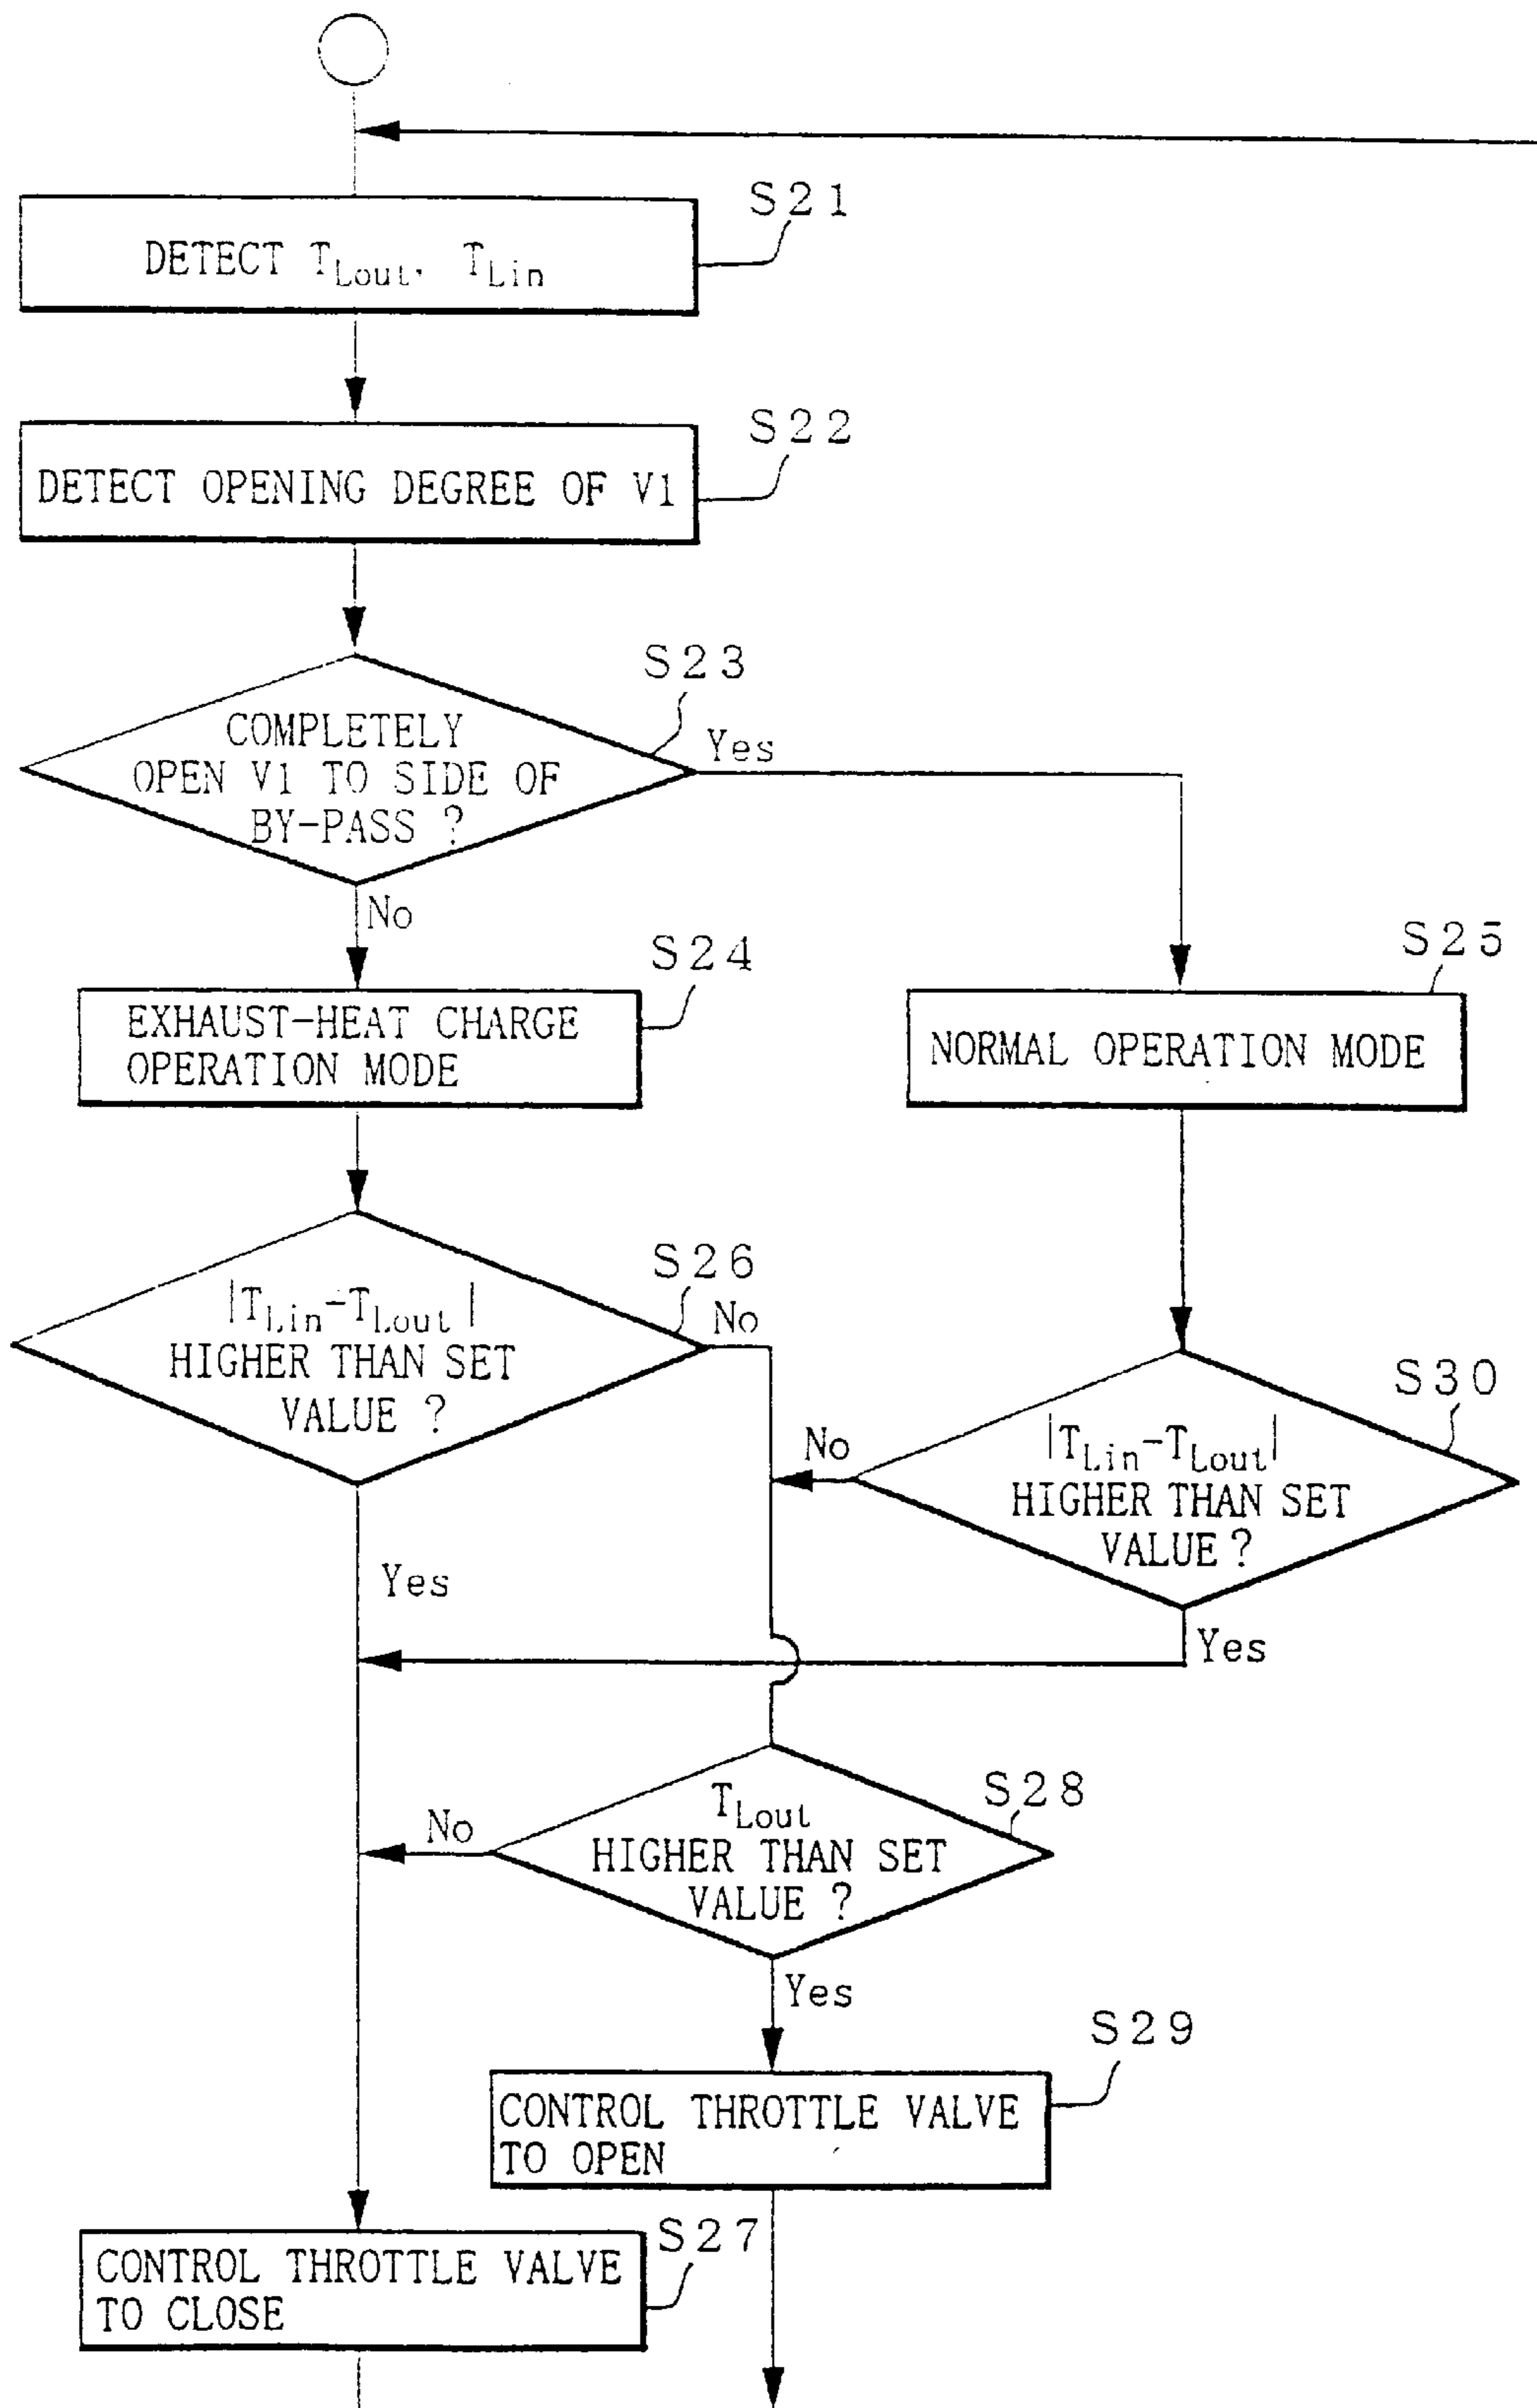 S21
DETECT T_Lout, T_Lin
S22
DETECT OPENING DEGREE OF V1
S23
COMPLETELY
OPEN V1 TO SIDE OF
BY-PASS ?
Yes
No
S24
EXHAUST-HEAT CHARGE
OPERATION MODE
S25
NORMAL OPERATION MODE
S26
|T_Lin-T_Lout|
HIGHER THAN SET
VALUE ?
No
Yes
S30
|T_Lin-T_Lout|
HIGHER THAN SET
VALUE ?
No
Yes
S28
T_Lout
HIGHER THAN SET
VALUE ?
No
Yes
S29
CONTROL THROTTLE VALVE
TO OPEN
S27
CONTROL THROTTLE VALVE
TO CLOSE